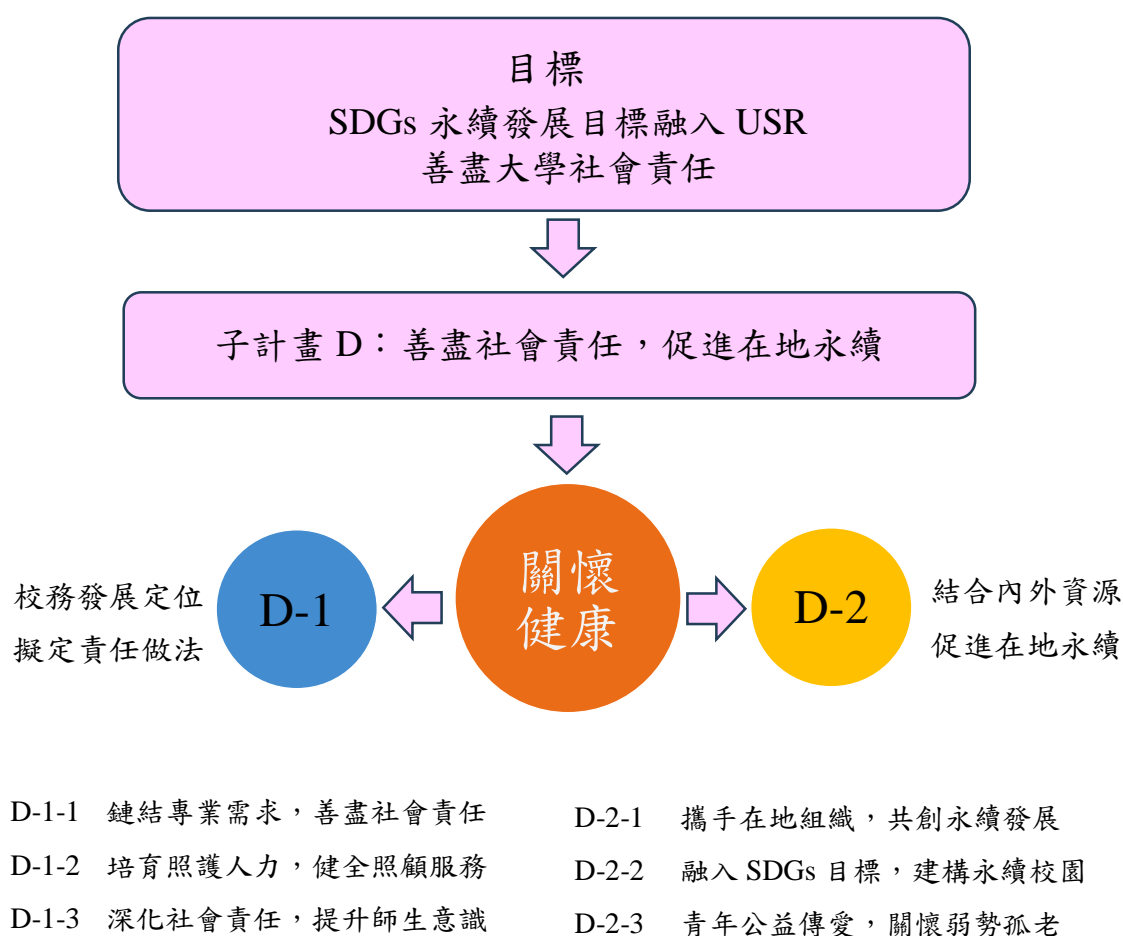 目標
SDGs 永續發展目標融入 USR
善盡大學社會責任
子計畫 D：善盡社會責任，促進在地永續
關懷
健康
校務發展定位
擬定責任做法
D-1
D-2
結合內外資源
促進在地永續
D-1-1 鏈結專業需求，善盡社會責任
D-1-2 培育照護人力，健全照顧服務
D-1-3 深化社會責任，提升師生意識
D-2-1 攜手在地組織，共創永續發展
D-2-2 融入 SDGs 目標，建構永續校園
D-2-3 青年公益傳愛，關懷弱勢孤老